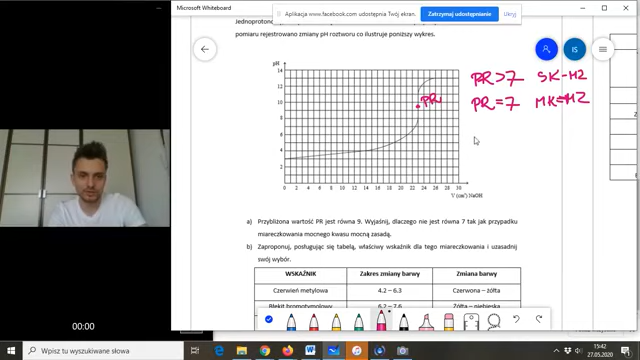 Microsoft Whiteboard
Aplikacja www.facebook.com udostępnia Twój ekran.
Zatrzymaj udostępnianie
Ukryj
pomiaru rejestrowano zmiany pH roztworu co ilustruje poniższy wykres.
IS
pH
14
12
10
8
6
4
2
0 2 4 6 8 10 12 14 16 18 20 22 24 26 28 30
V (cm³) NaOH
PR
PR > 7 SK-MZ
PR = 7 MK-MZ
a) Przybliżona wartość PR jest równa 9. Wyjaśnij, dlaczego nie jest równa 7 tak jak przypadku
miareczkowania mocnego kwasu mocną zasadą.
b) Zaproponuj, posługując się tabelą, właściwy wskaźnik dla tego miareczkowania i uzasadnij
swój wybór.
WSKAŹNIK Zakres zmiany barwy Zmiana barwy
Czerwień metylowa 4.2 – 6.3 Czerwona – żółta
Błękit bromotymolowy 6.2 – 7.6 Żółta – niebieska
00:00
Wpisz tu wyszukiwane słowa
15:42
27.05.2020